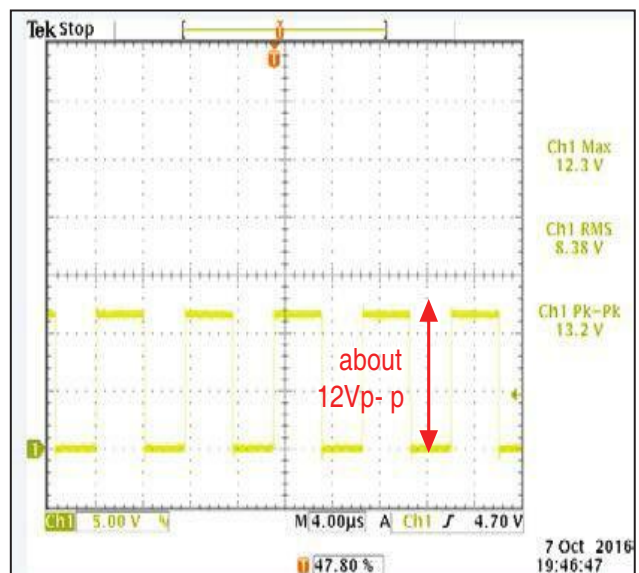 Tek Stop
T
T
Ch1 Max
12.3 V
Ch1 RMS
8.38 V
Ch1 Pk-Pk
13.2 V
about
12Vp- p
1
Ch1 5.00 V M 4.00µs A Ch1 4.70 V
T 47.80 %
7 Oct 2016
19:46:47